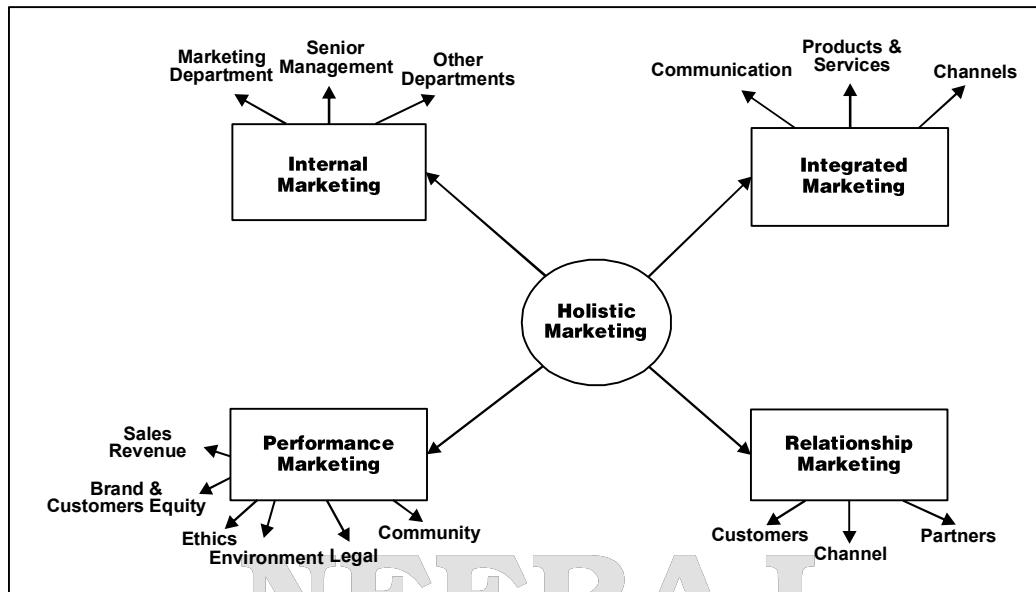 Marketing
Department
Senior
Management
Other
Departments
Internal
Marketing
Communication
Products &
Services
Channels
Integrated
Marketing
Holistic
Marketing
Performance
Marketing
Sales
Revenue
Brand &
Customers Equity
Ethics
Environment
Legal
Community
Relationship
Marketing
Customers
Channel
Partners